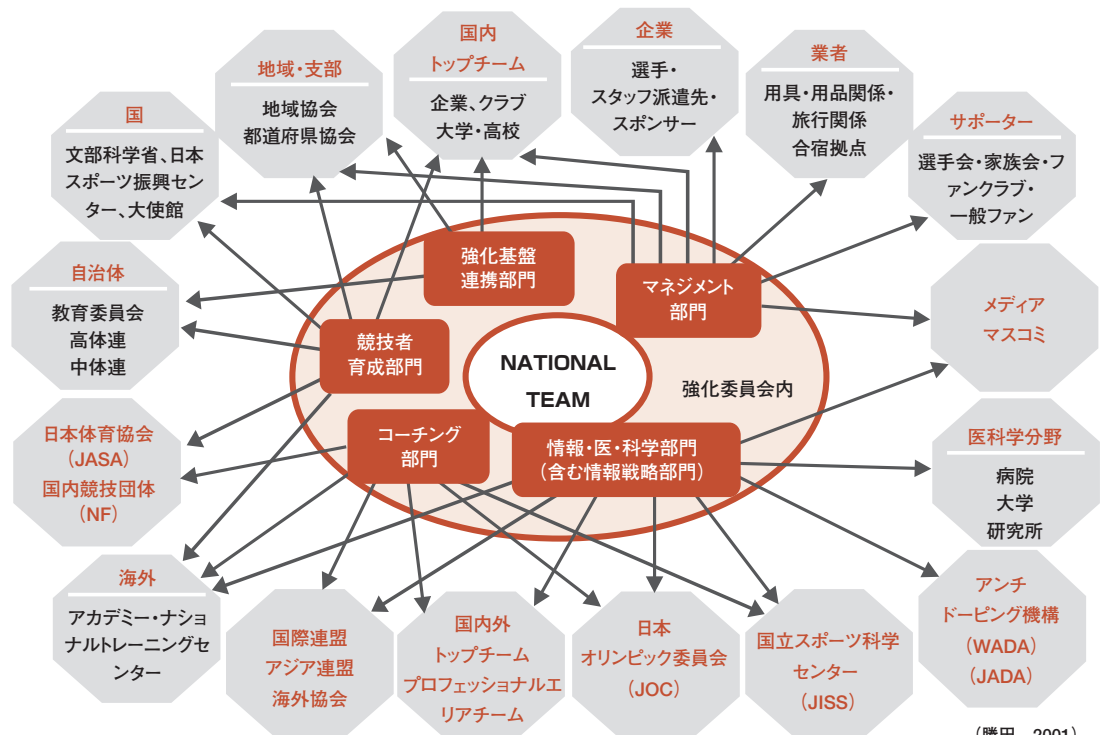 国
文部科学省、日本
スポーツ振興セン
ター、大使館
地域・支部
地域協会
都道府県協会
国内
トップチーム
企業、クラブ
大学・高校
企業
選手・
スタッフ派遣先・
スポンサー
業者
用具・用品関係・
旅行関係
合宿拠点
サポーター
選手会・家族会・フ
ァンクラブ・
一般ファン
自治体
教育委員会
高体連
中体連
強化基盤
連携部門
マネジメント
部門
メディア
マスコミ
競技者
育成部門
NATIONAL
TEAM
強化委員会内
日本体育協会
(JASA)
国内競技団体
(NF)
コーチング
部門
情報・医・科学部門
(含む情報戦略部門)
医科学分野
病院
大学
研究所
海外
アカデミー・ナショ
ナルトレーニングセ
ンター
国際連盟
アジア連盟
海外協会
国内外
トップチーム
プロフェッショナルエ
リアチーム
日本
オリンピック委員会
(JOC)
国立スポーツ科学
センター
(JISS)
アンチ
ドーピング機構
(WADA)
(JADA)
(勝田、2001)